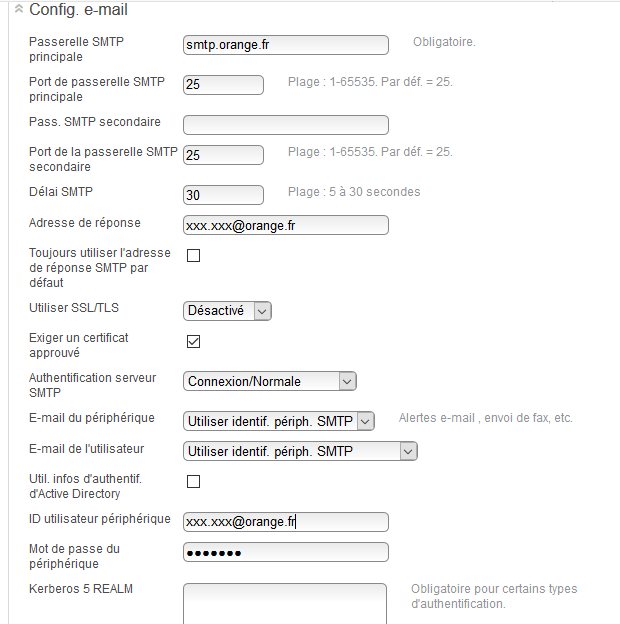 Config. e-mail
Passerelle SMTP
principale
smtp.orange.fr
Obligatoire.
Port de passerelle SMTP
principale
25
Plage : 1-65535. Par déf. = 25.
Pass. SMTP secondaire
Port de la passerelle SMTP
secondaire
25
Plage : 1-65535. Par déf. = 25.
Délai SMTP
30
Plage : 5 à 30 secondes
Adresse de réponse
xxx.xxx@orange.fr
Toujours utiliser l'adresse
de réponse SMTP par
défaut
Utiliser SSL/TLS
Désactivé
Exiger un certificat
approuvé
Authentification serveur
SMTP
Connexion/Normale
E-mail du périphérique
Utiliser identif. périph. SMTP
Alertes e-mail , envoi de fax, etc.
E-mail de l'utilisateur
Utiliser identif. périph. SMTP
Util. infos d'authentif.
d'Active Directory
ID utilisateur périphérique
xxx.xxx@orange.fr
Mot de passe du
périphérique
●●●●●●●
Kerberos 5 REALM
Obligatoire pour certains types
d'authentification.